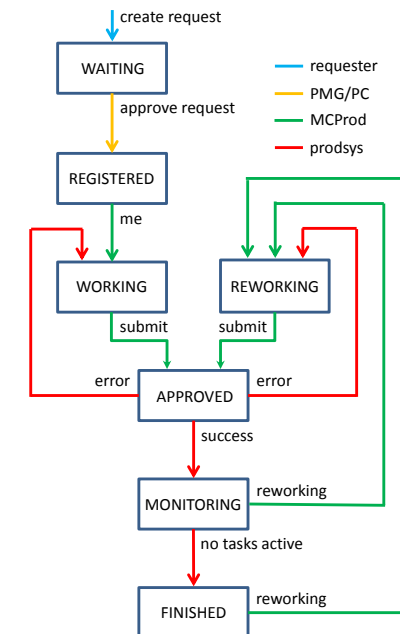 create request
WAITING
requester
PMG/PC
MCProd
prodsys
approve request
REGISTERED
me
WORKING
REWORKING
submit
submit
error
error
APPROVED
success
MONITORING
reworking
no tasks active
FINISHED
reworking